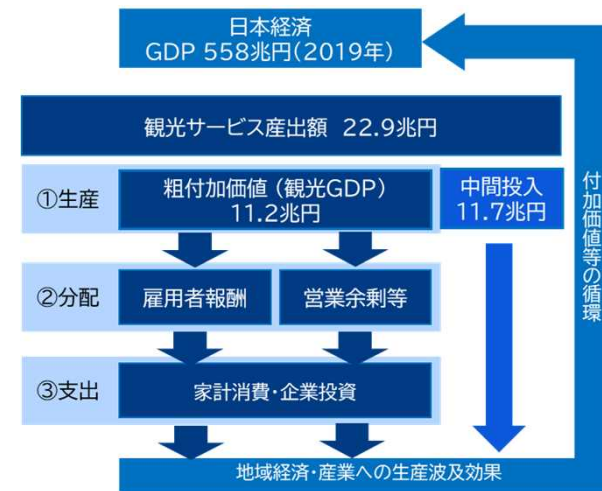 日本経済
GDP 558兆円(2019年)
観光サービス産出額 22.9兆円
①生産
粗付加価値（観光GDP）
11.2兆円
中間投入
11.7兆円
②分配
雇用者報酬
営業余剰等
③支出
家計消費・企業投資
地域経済・産業への生産波及効果
付加価値等の循環